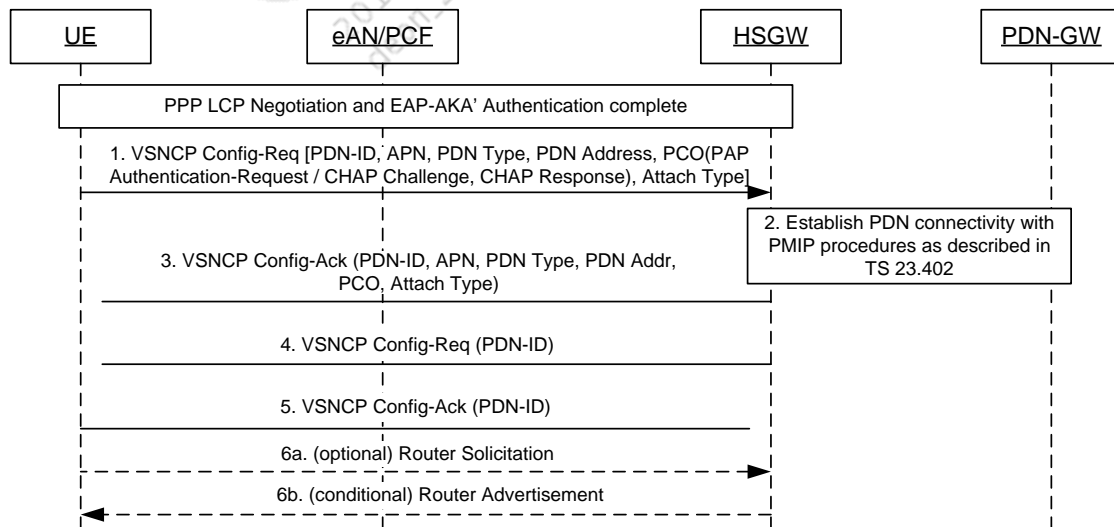 UE
eAN/PCF
HSGW
PDN-GW
PPP LCP Negotiation and EAP-AKA’ Authentication complete
1. VSNCP Config-Req [PDN-ID, APN, PDN Type, PDN Address, PCO(PAP
Authentication-Request / CHAP Challenge, CHAP Response), Attach Type]
2. Establish PDN connectivity with
PMIP procedures as described in
TS 23.402
3. VSNCP Config-Ack (PDN-ID, APN, PDN Type, PDN Addr,
PCO, Attach Type)
4. VSNCP Config-Req (PDN-ID)
5. VSNCP Config-Ack (PDN-ID)
6a. (optional) Router Solicitation
6b. (conditional) Router Advertisement